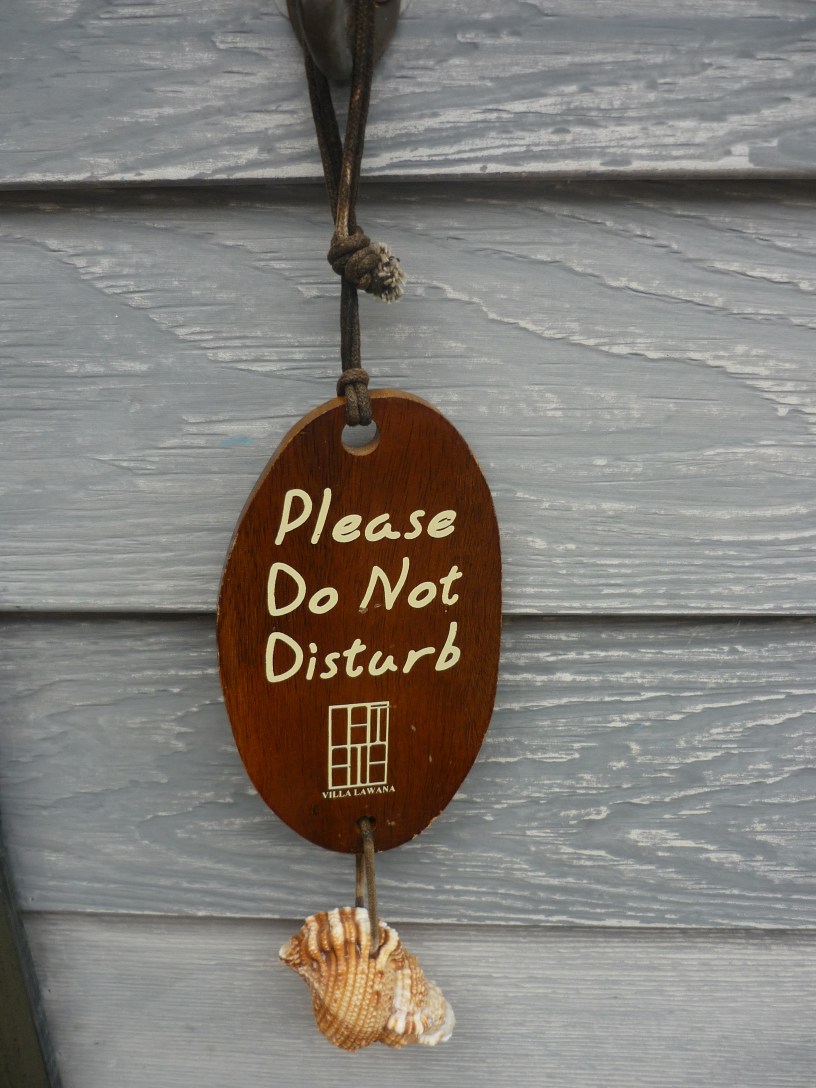 Please
Do Not
Disturb
VILLA LAWANA